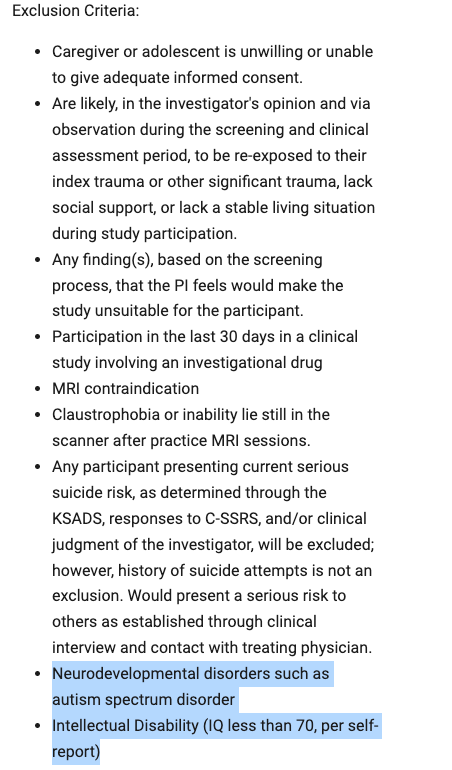 Exclusion Criteria:
• Caregiver or adolescent is unwilling or unable
to give adequate informed consent.
• Are likely, in the investigator's opinion and via
observation during the screening and clinical
assessment period, to be re-exposed to their
index trauma or other significant trauma, lack
social support, or lack a stable living situation
during study participation.
• Any finding(s), based on the screening
process, that the PI feels would make the
study unsuitable for the participant.
• Participation in the last 30 days in a clinical
study involving an investigational drug
• MRI contraindication
• Claustrophobia or inability lie still in the
scanner after practice MRI sessions.
• Any participant presenting current serious
suicide risk, as determined through the
KSADS, responses to C-SSRS, and/or clinical
judgment of the investigator, will be excluded;
however, history of suicide attempts is not an
exclusion. Would present a serious risk to
others as established through clinical
interview and contact with treating physician.
• Neurodevelopmental disorders such as
autism spectrum disorder
• Intellectual Disability (IQ less than 70, per self-
report)